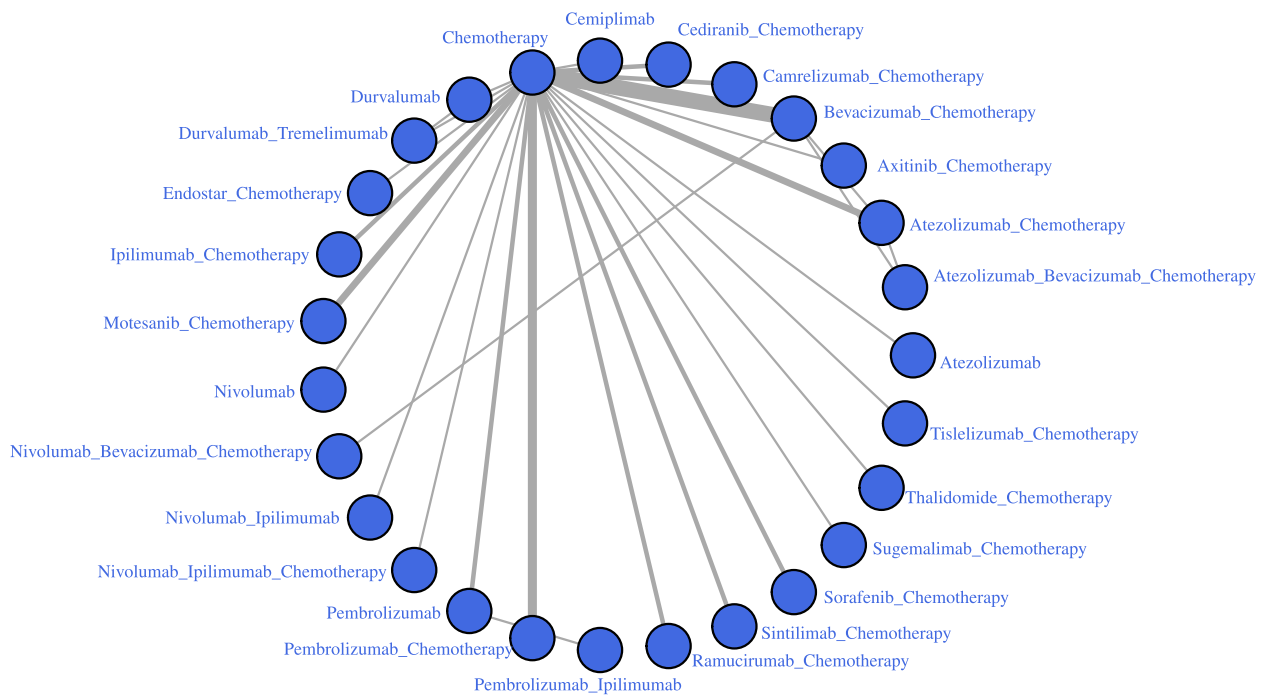 Cemiplimab
Cediranib_Chemotherapy
Chemotherapy
Camrelizumab_Chemotherapy
Durvalumab
Bevacizumab_Chemotherapy
Durvalumab_Tremelimumab
Axitinib_Chemotherapy
Endostar_Chemotherapy
Atezolizumab_Chemotherapy
Ipilimumab_Chemotherapy
Atezolizumab_Bevacizumab_Chemotherapy
Motesanib_Chemotherapy
Atezolizumab
Nivolumab
Tislelizumab_Chemotherapy
Nivolumab_Bevacizumab_Chemotherapy
Thalidomide_Chemotherapy
Nivolumab_Ipilimumab
Sugemalimab_Chemotherapy
Nivolumab_Ipilimumab_Chemotherapy
Sorafenib_Chemotherapy
Pembrolizumab
Sintilimab_Chemotherapy
Pembrolizumab_Chemotherapy
Ramucirumab_Chemotherapy
Pembrolizumab_Ipilimumab